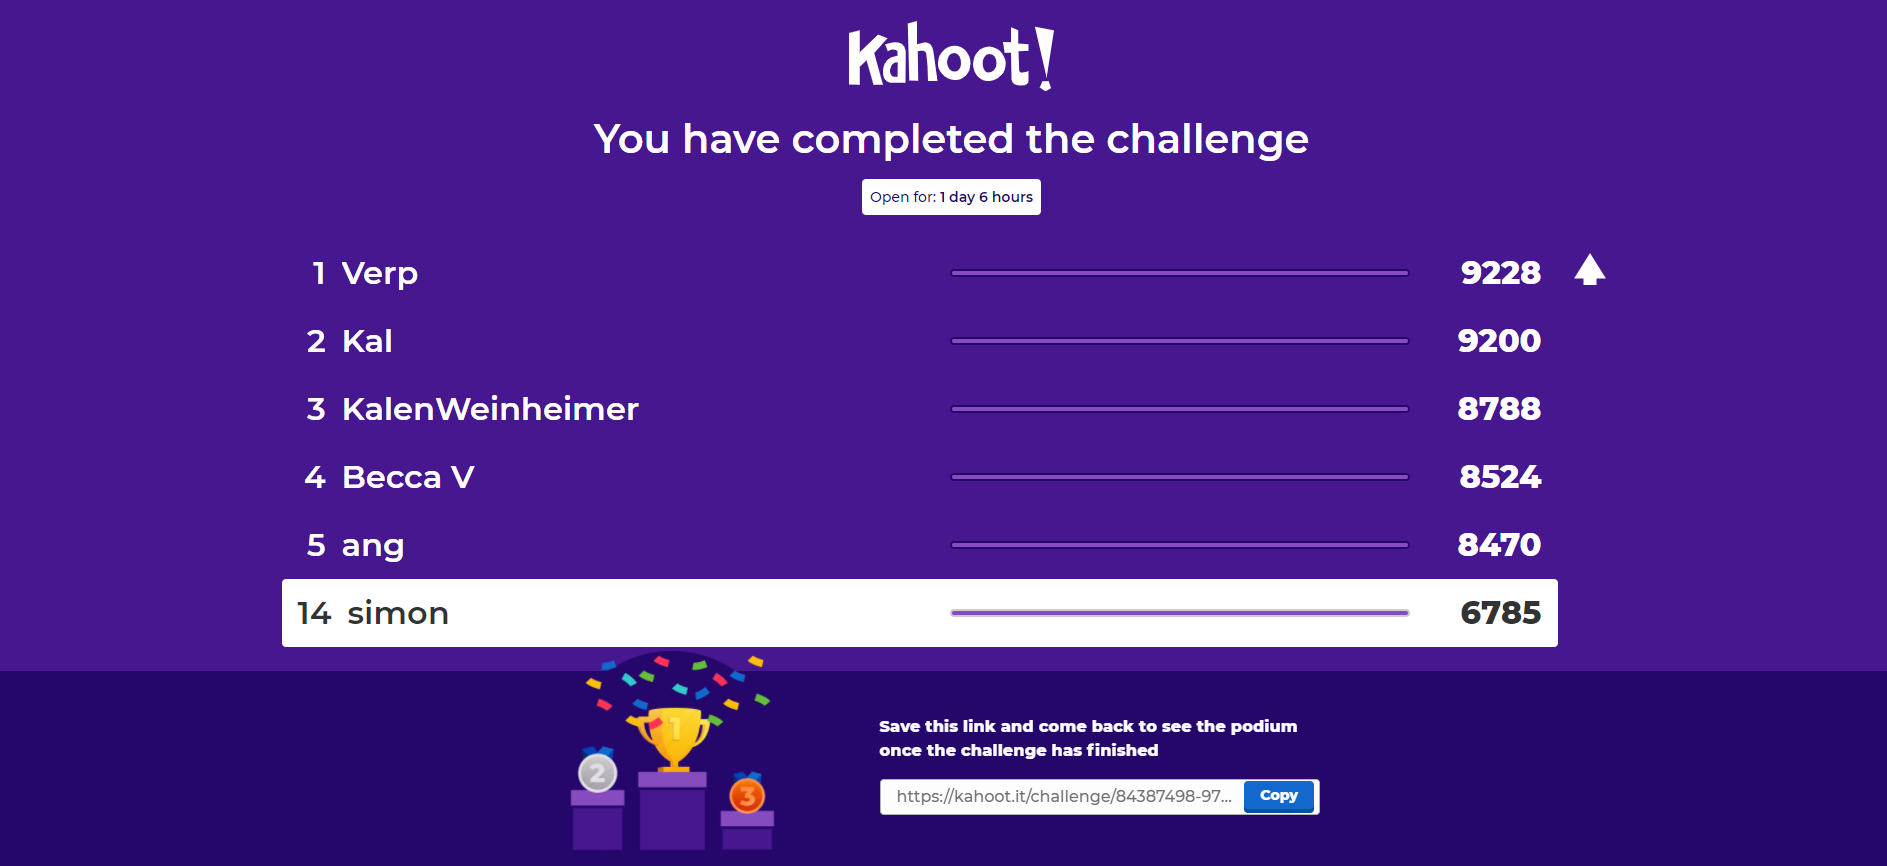 Kahoot!
You have completed the challenge
Open for: 1 day 6 hours
1 Verp 9228
2 Kal 9200
3 KalenWeinheimer 8788
4 Becca V 8524
5 ang 8470
14 simon 6785
1
2
3
Save this link and come back to see the podium
once the challenge has finished
https://kahoot.it/challenge/84387498-97... Copy